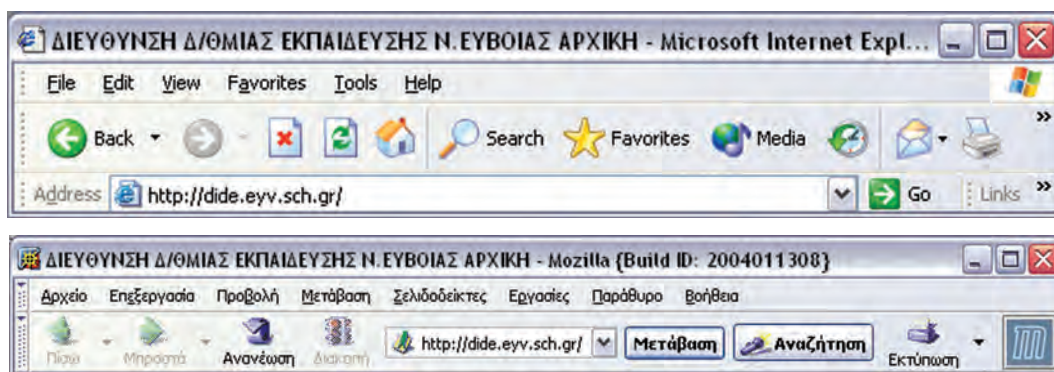 ΔΙΕΥΘΥΝΣΗ Δ/ΘΜΙΑΣ ΕΚΠΑΙΔΕΥΣΗΣ Ν.ΕΥΒΟΙΑΣ ΑΡΧΙΚΗ - Microsoft Internet Expl...
File Edit View Favorites Tools Help
Back Search Favorites Media »
Address http://dide.eyv.sch.gr/ Go Links »
ΔΙΕΥΘΥΝΣΗ Δ/ΘΜΙΑΣ ΕΚΠΑΙΔΕΥΣΗΣ Ν.ΕΥΒΟΙΑΣ ΑΡΧΙΚΗ - Mozilla {Build ID: 2004011308}
Αρχείο Επεξεργασία Προβολή Μετάβαση Σελιδοδείκτες Εργασίες Παράθυρο Βοήθεια
Πίσω Μπροστά Ανανέωση Διακοπή http://dide.eyv.sch.gr/ Μετάβαση Αναζήτηση Εκτύπωση